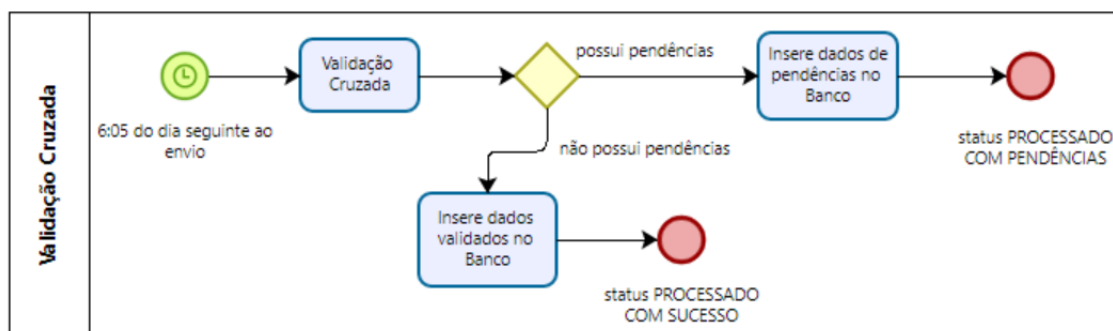 Validação Cruzada
6:05 do dia seguinte ao
envio
Validação
Cruzada
possui pendências
Insere dados de
pendências no
Banco
status PROCESSADO
COM PENDÊNCIAS
não possui pendências
Insere dados
validados no
Banco
status PROCESSADO
COM SUCESSO